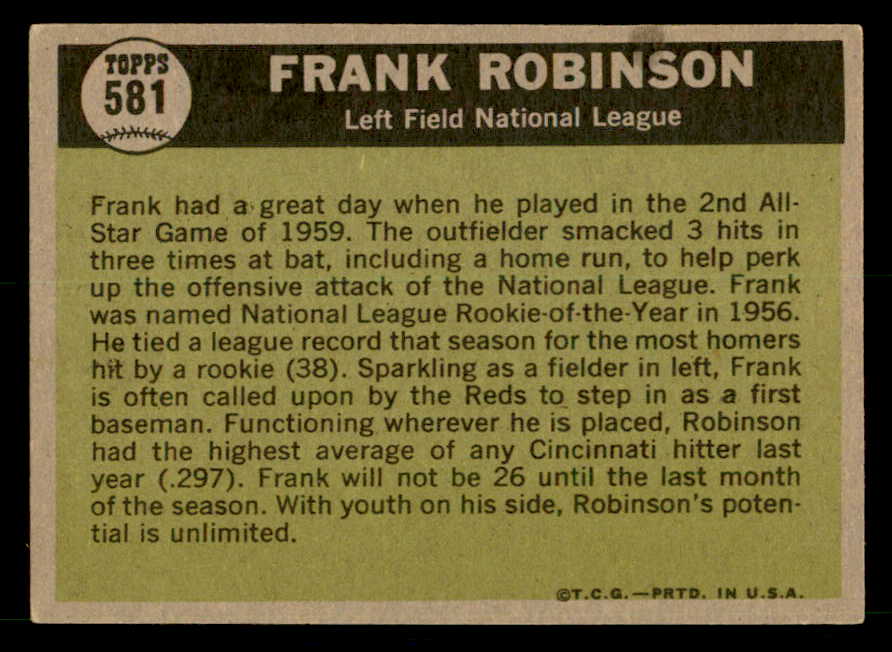 TOPPS
581
FRANK ROBINSON
Left Field National League
Frank had a great day when he played in the 2nd All-
Star Game of 1959. The outfielder smacked 3 hits in
three times at bat, including a home run, to help perk
up the offensive attack of the National League. Frank
was named National League Rookie-of-the-Year in 1956.
He tied a league record that season for the most homers
hit by a rookie (38). Sparkling as a fielder in left, Frank
is often called upon by the Reds to step in as a first
baseman. Functioning wherever he is placed, Robinson
had the highest average of any Cincinnati hitter last
year (.297). Frank will not be 26 until the last month
of the season. With youth on his side, Robinson's poten-
tial is unlimited.
©T.C.G.—PRTD. IN U.S.A.